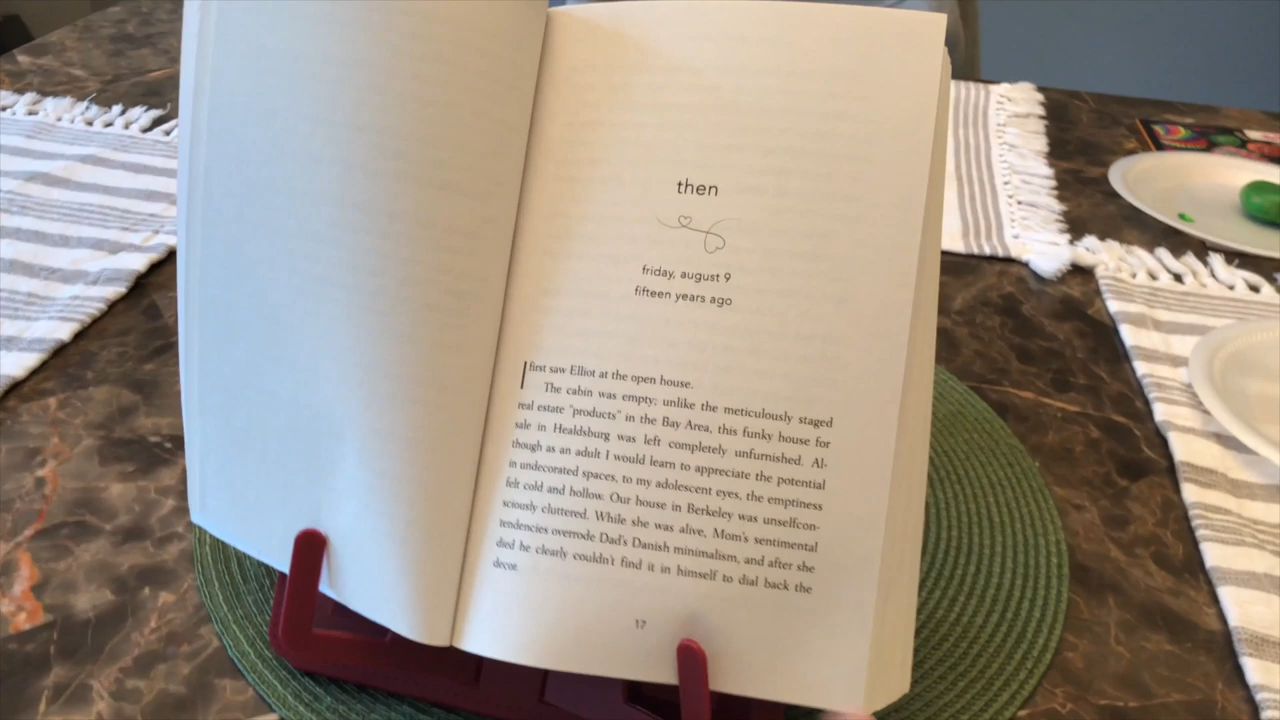 then
friday, august 9
fifteen years ago
I first saw Elliot at the open house.
The cabin was empty; unlike the meticulously staged
real estate "products" in the Bay Area, this funky house for
sale in Healdsburg was left completely unfurnished. Al-
though as an adult I would learn to appreciate the potential
in undecorated spaces, to my adolescent eyes, the emptiness
felt cold and hollow. Our house in Berkeley was unselfcon-
sciously cluttered. While she was alive, Mom's sentimental
tendencies overrode Dad's Danish minimalism, and after she
died he clearly couldn't find it in himself to dial back the
decor.
17